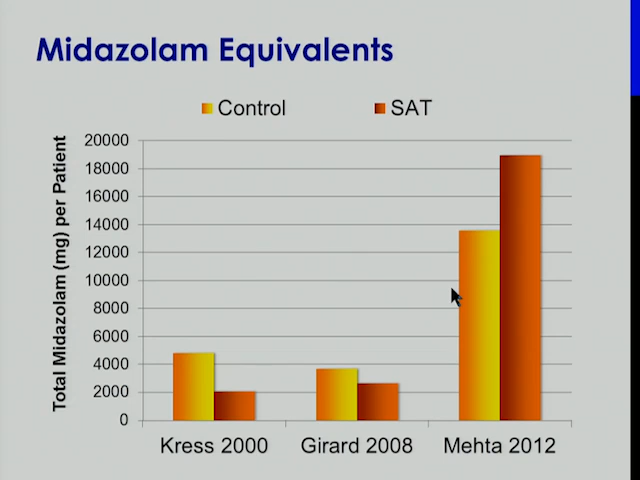 Midazolam Equivalents
Control
SAT
Total Midazolam (mg) per Patient
20000
18000
16000
14000
12000
10000
8000
6000
4000
2000
0
Kress 2000
Girard 2008
Mehta 2012